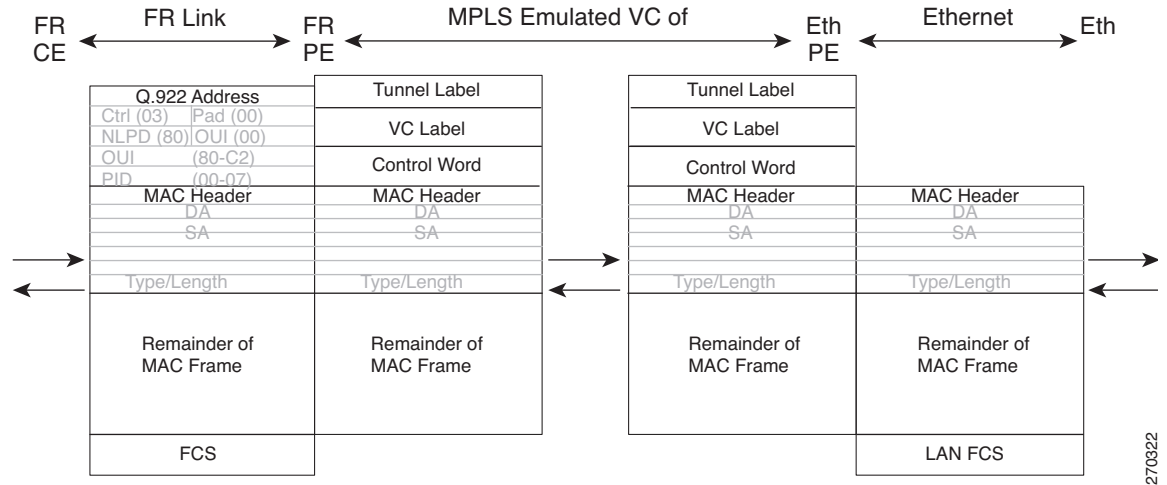 FR CE
FR Link
FR PE
MPLS Emulated VC of
Eth PE
Ethernet
Eth
Q.922 Address
Ctrl (03) Pad (00)
NLPD (80) OUI (00)
OUI (80-C2)
PID (00-07)
MAC Header
DA
SA
Type/Length
Remainder of
MAC Frame
FCS
Tunnel Label
VC Label
Control Word
MAC Header
DA
SA
Type/Length
Remainder of
MAC Frame
Tunnel Label
VC Label
Control Word
MAC Header
DA
SA
Type/Length
Remainder of
MAC Frame
MAC Header
DA
SA
Type/Length
Remainder of
MAC Frame
LAN FCS
270322